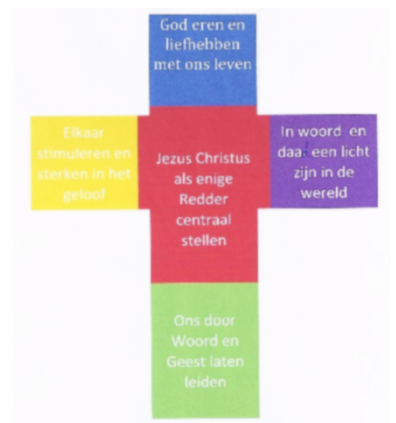 God eren en
liefhebben
met ons leven
Elkaar
stimuleren en
sterken in het
geloof
Jezus Christus
als enige
Redder
centraal
stellen
In woord en
daad een licht
zijn in de
wereld
Ons door
Woord en
Geest laten
leiden